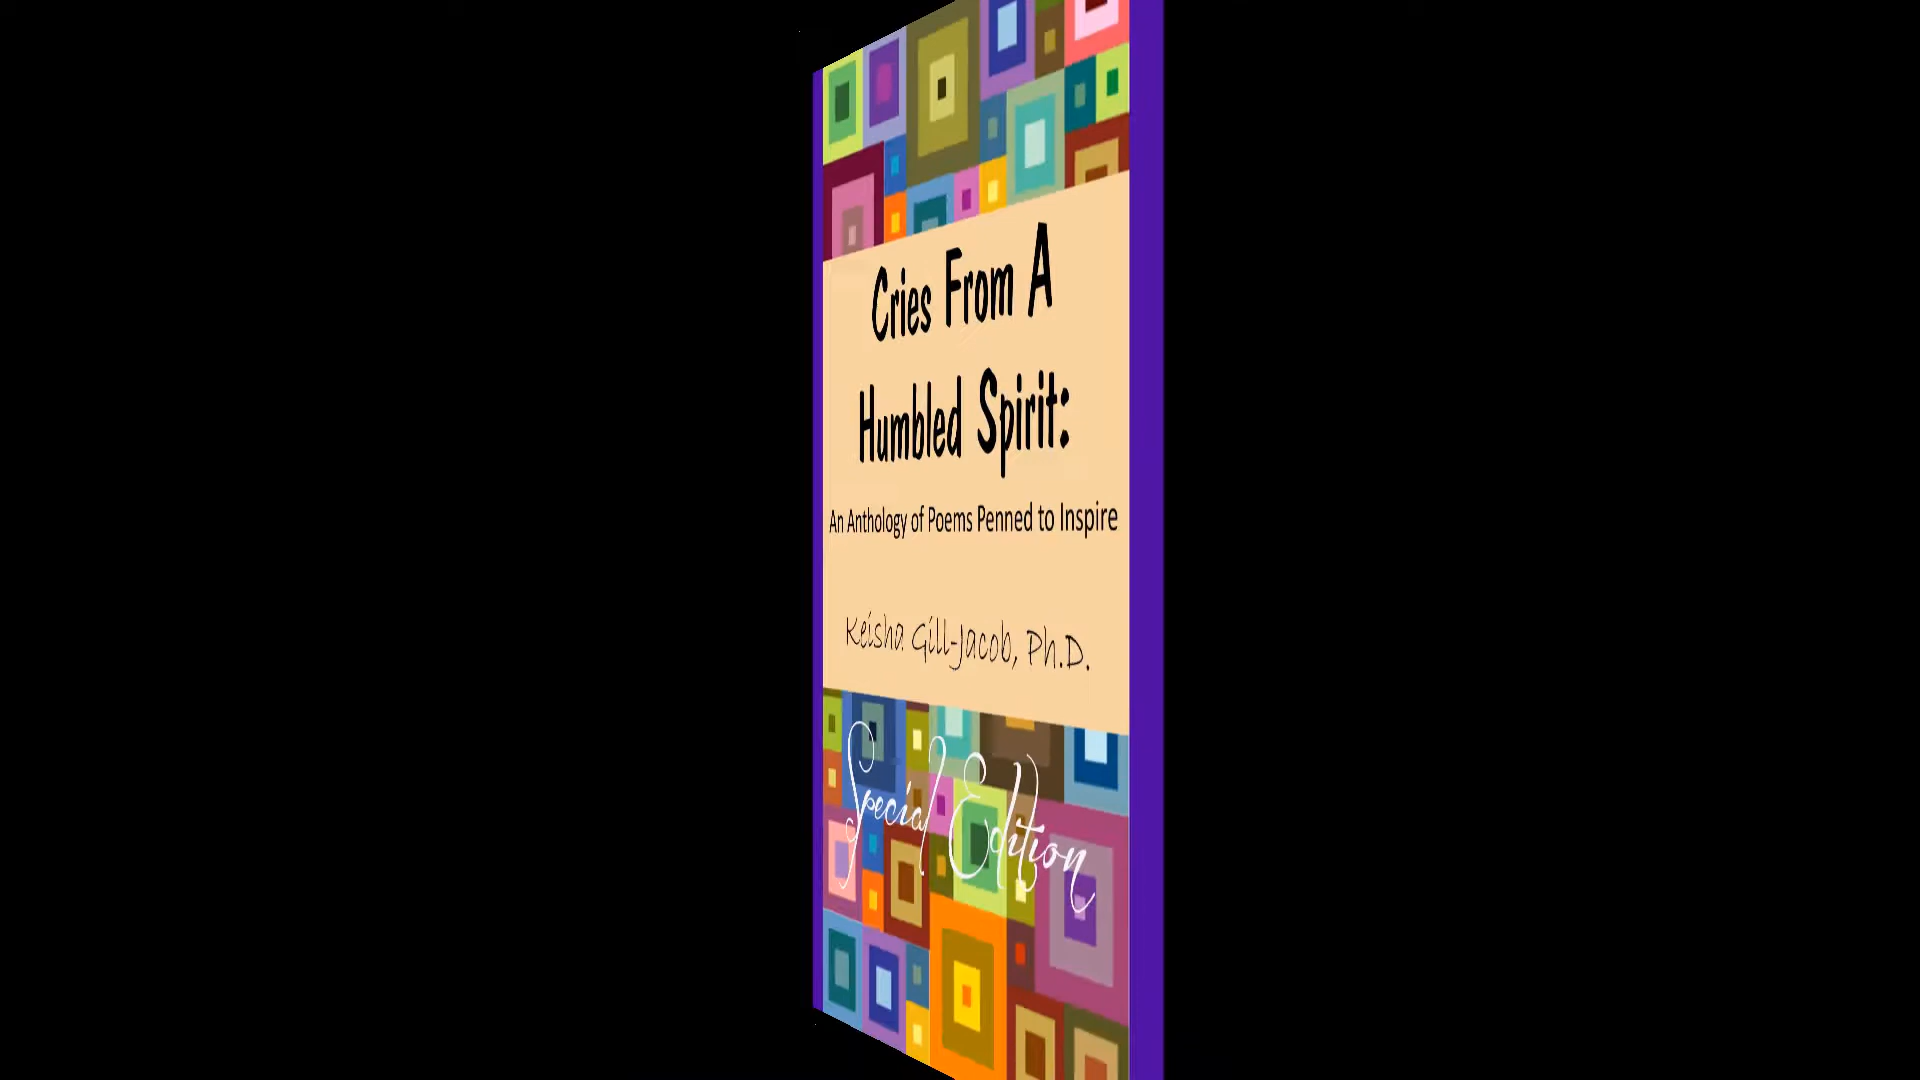 Cries From A
Humbled Spirit:
An Anthology of Poems Penned to Inspire
Keisha Gill-Jacob, Ph.D.
Special Edition